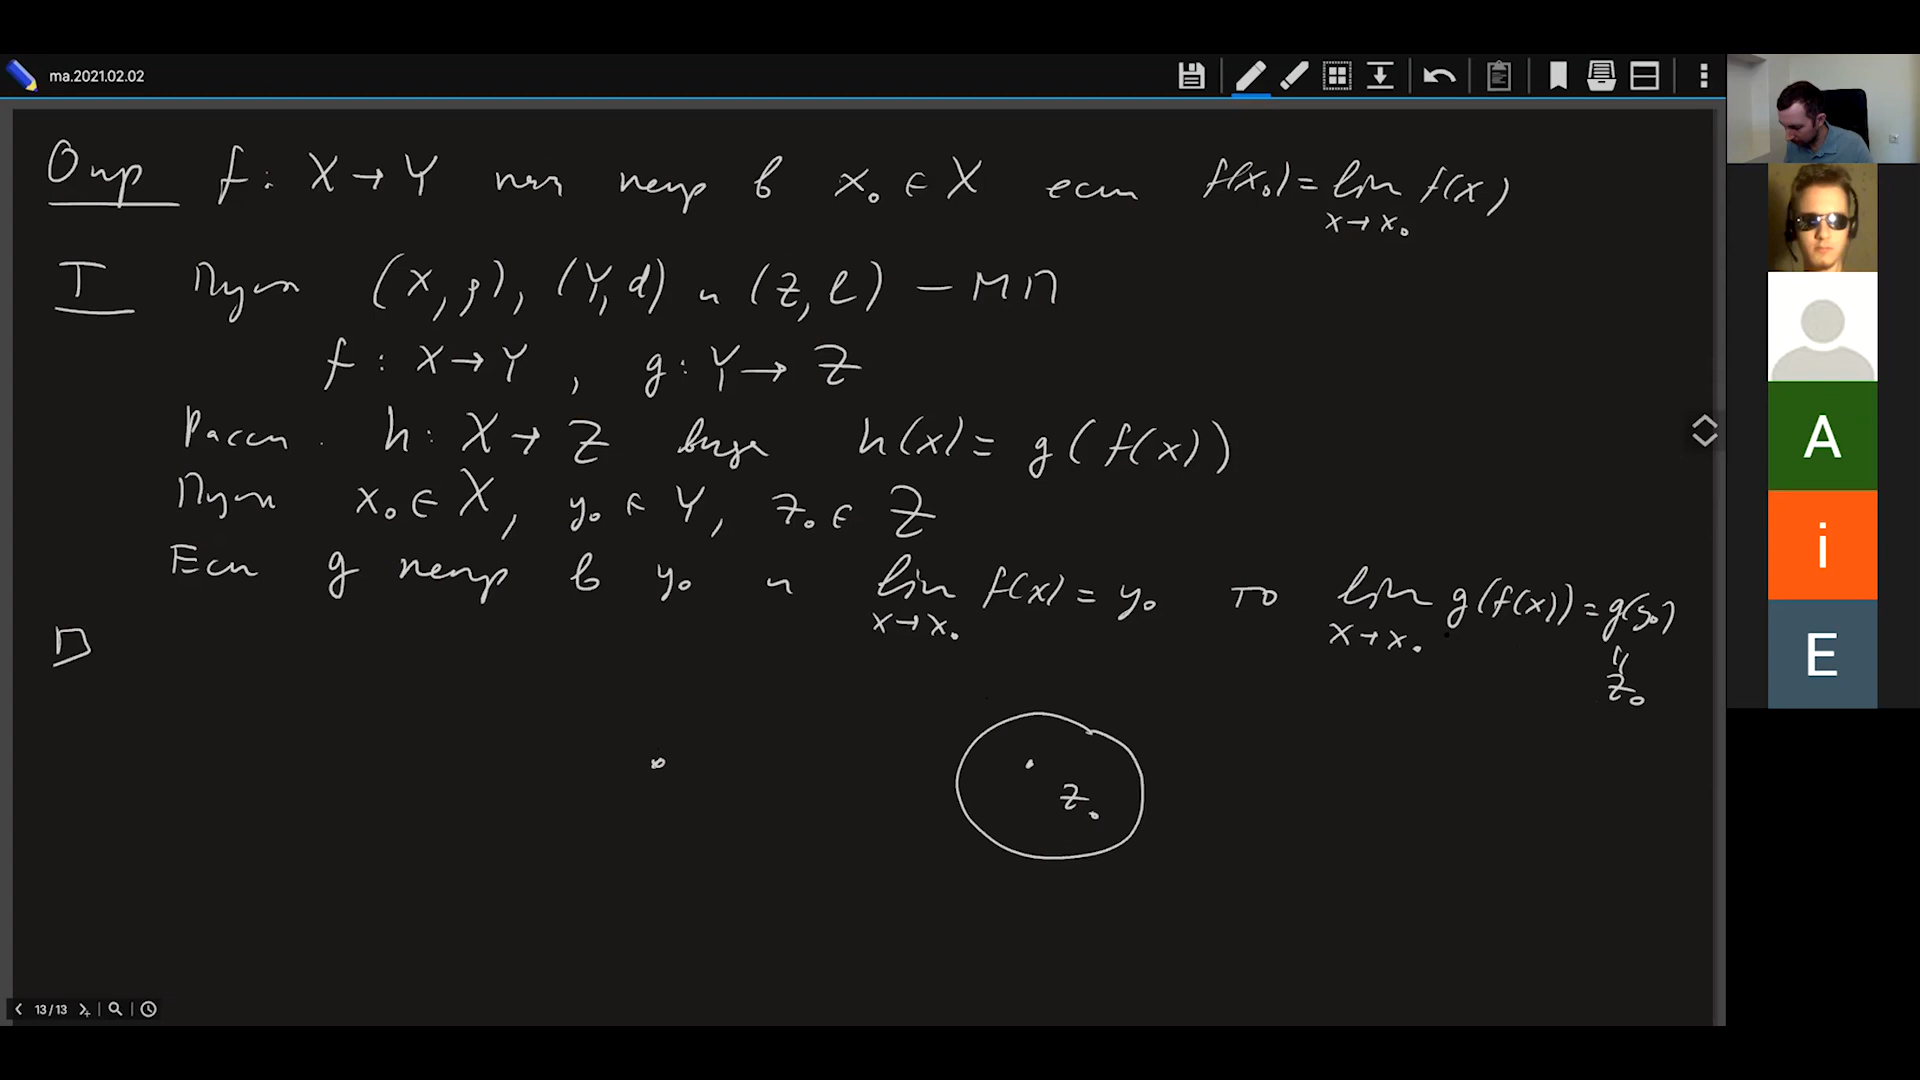 ma.2021.02.02
Опр f: X → Y наз непр в x₀ ∈ X если f(x₀) = lim f(x)
x → x₀
T Пусть (X, ρ), (Y, d) и (Z, l) – МП
f: X → Y, g: Y → Z
Рассм. h: X → Z вида h(x) = g(f(x))
Пусть x₀ ∈ X, y₀ ∈ Y, z₀ ∈ Z
Если g непр в y₀ и lim f(x) = y₀ то lim g(f(x)) = g(y₀)
x → x₀ x → x₀
z₀
z₀
13/13
A
i
E